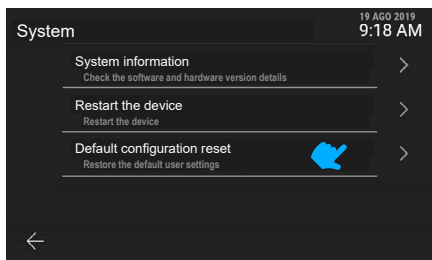 19 AGO 2019
System
9:18 AM
System information
Check the software and hardware version details
Restart the device
Restart the device
Default configuration reset
Restore the default user settings